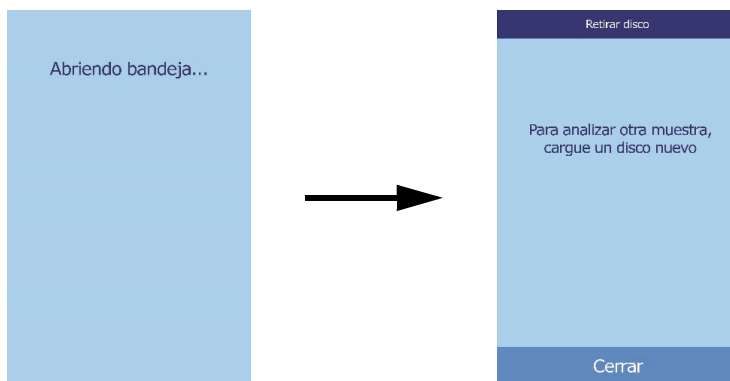 Abriendo bandeja...
Retirar disco
Para analizar otra muestra,
cargue un disco nuevo
Cerrar